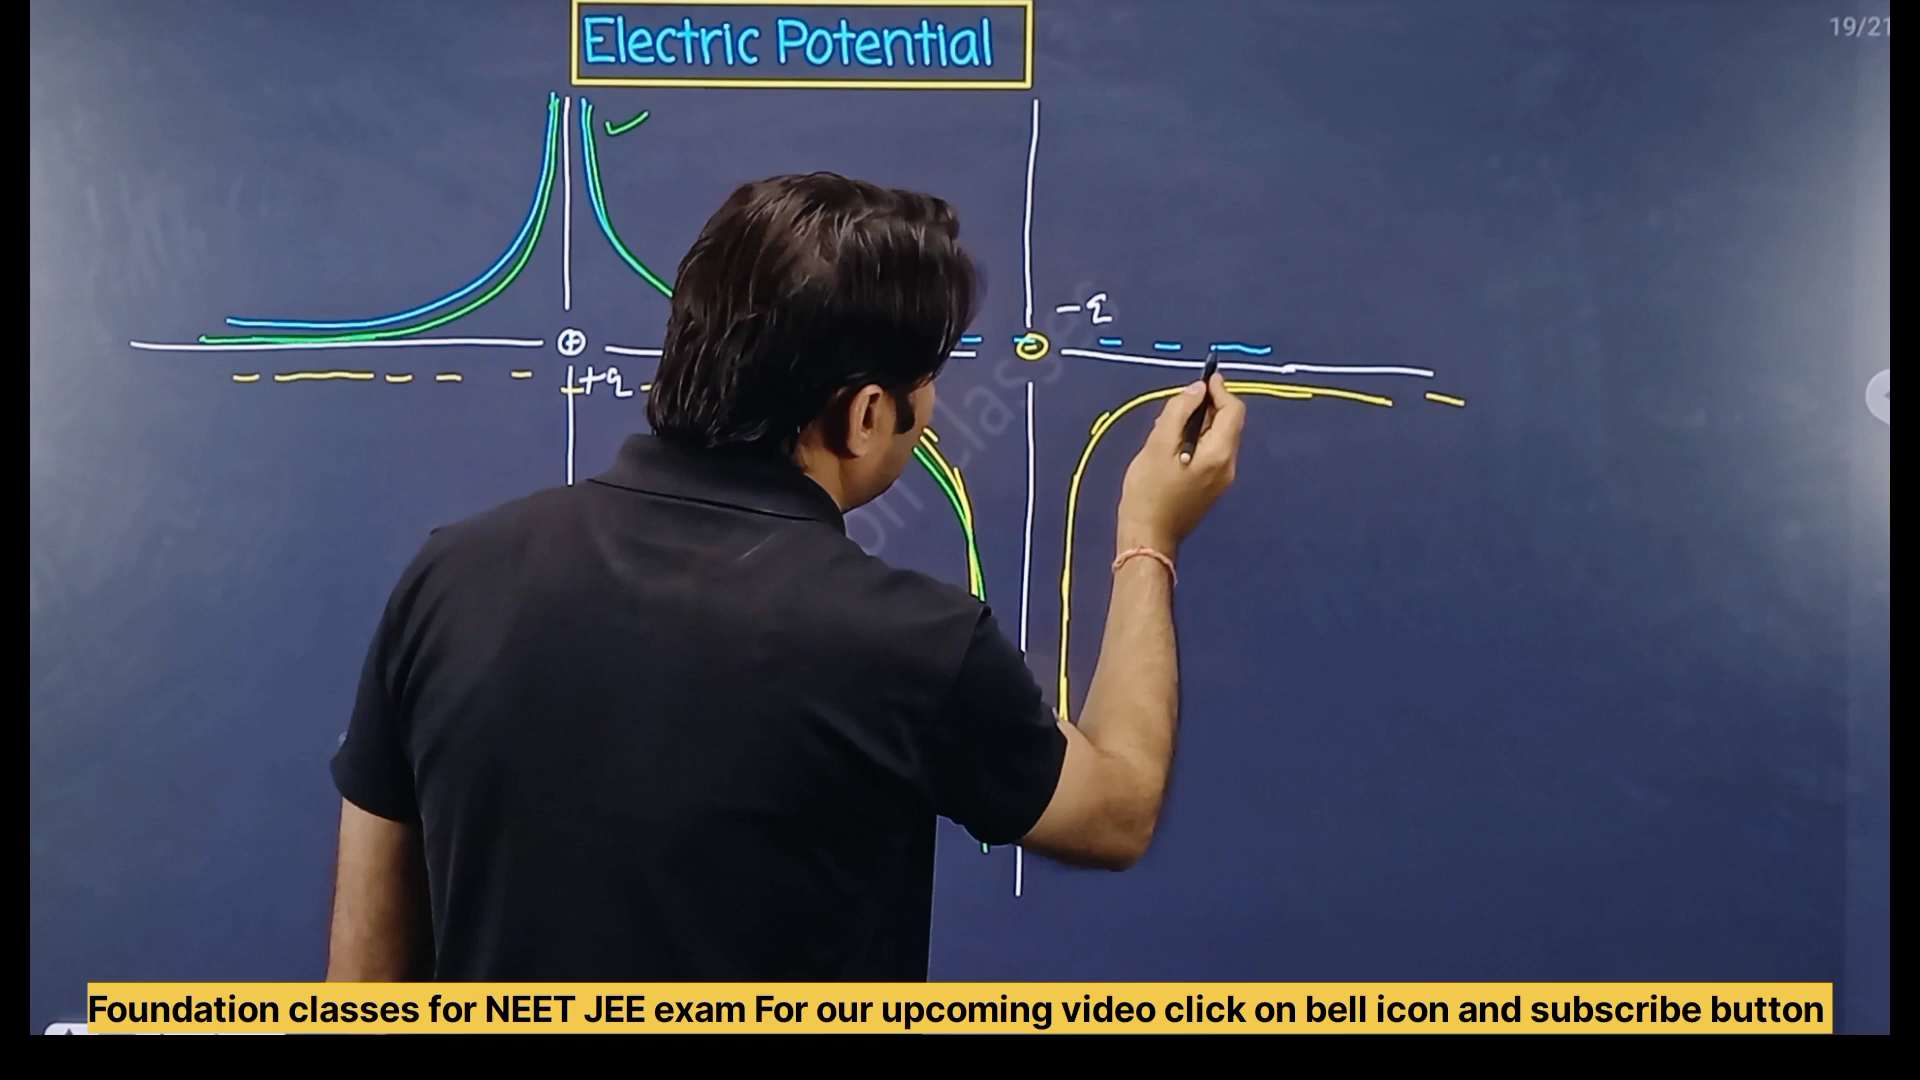 Electric Potential
19/21
-q
+
-
+q
classes
Foundation classes for NEET JEE exam For our upcoming video click on bell icon and subscribe button